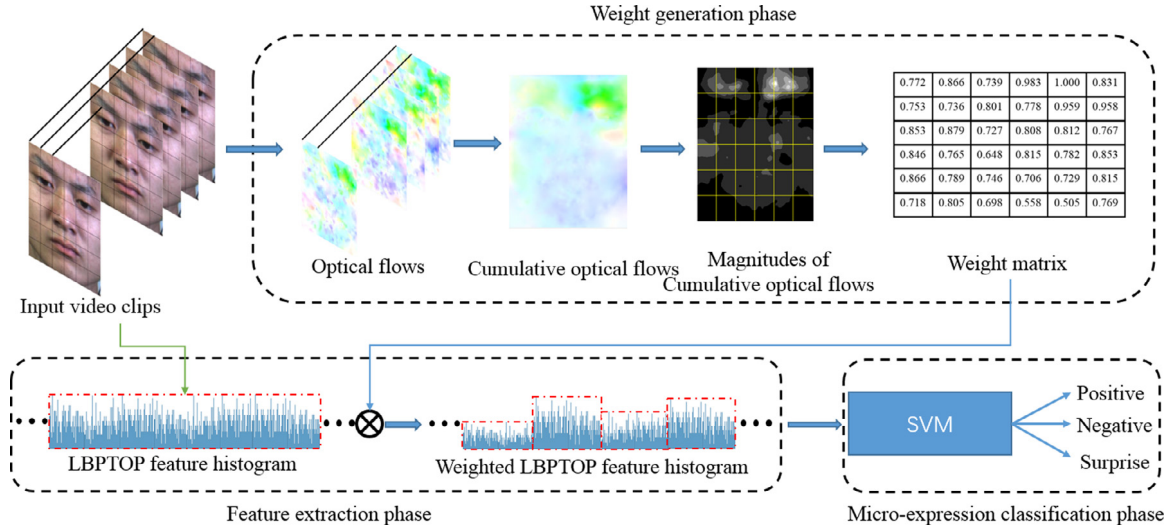 Weight generation phase
0.772 0.866 0.739 0.983 1.000 0.831
0.753 0.736 0.801 0.778 0.959 0.958
0.853 0.879 0.727 0.808 0.812 0.767
0.846 0.765 0.648 0.815 0.782 0.853
0.866 0.789 0.746 0.706 0.729 0.815
0.718 0.805 0.698 0.558 0.505 0.769
Optical flows
Cumulative optical flows
Magnitudes of
Cumulative optical flows
Weight matrix
Input video clips
LBPTOP feature histogram
Weighted LBPTOP feature histogram
SVM
Positive
Negative
Surprise
Feature extraction phase
Micro-expression classification phase